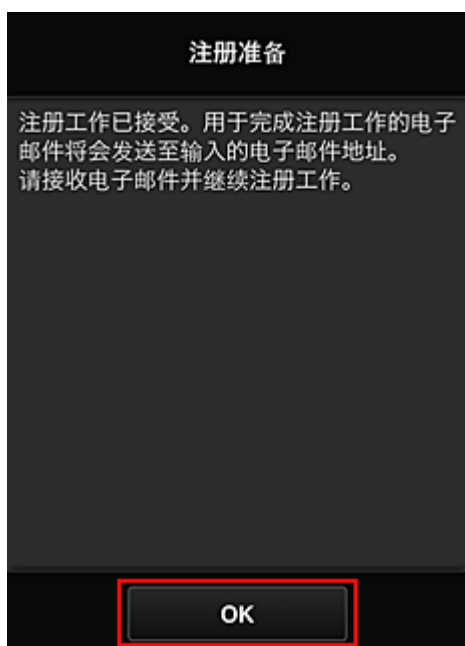 注册准备
注册工作已接受。用于完成注册工作的电子
邮件将会发送至输入的电子邮件地址。
请接收电子邮件并继续注册工作。
OK